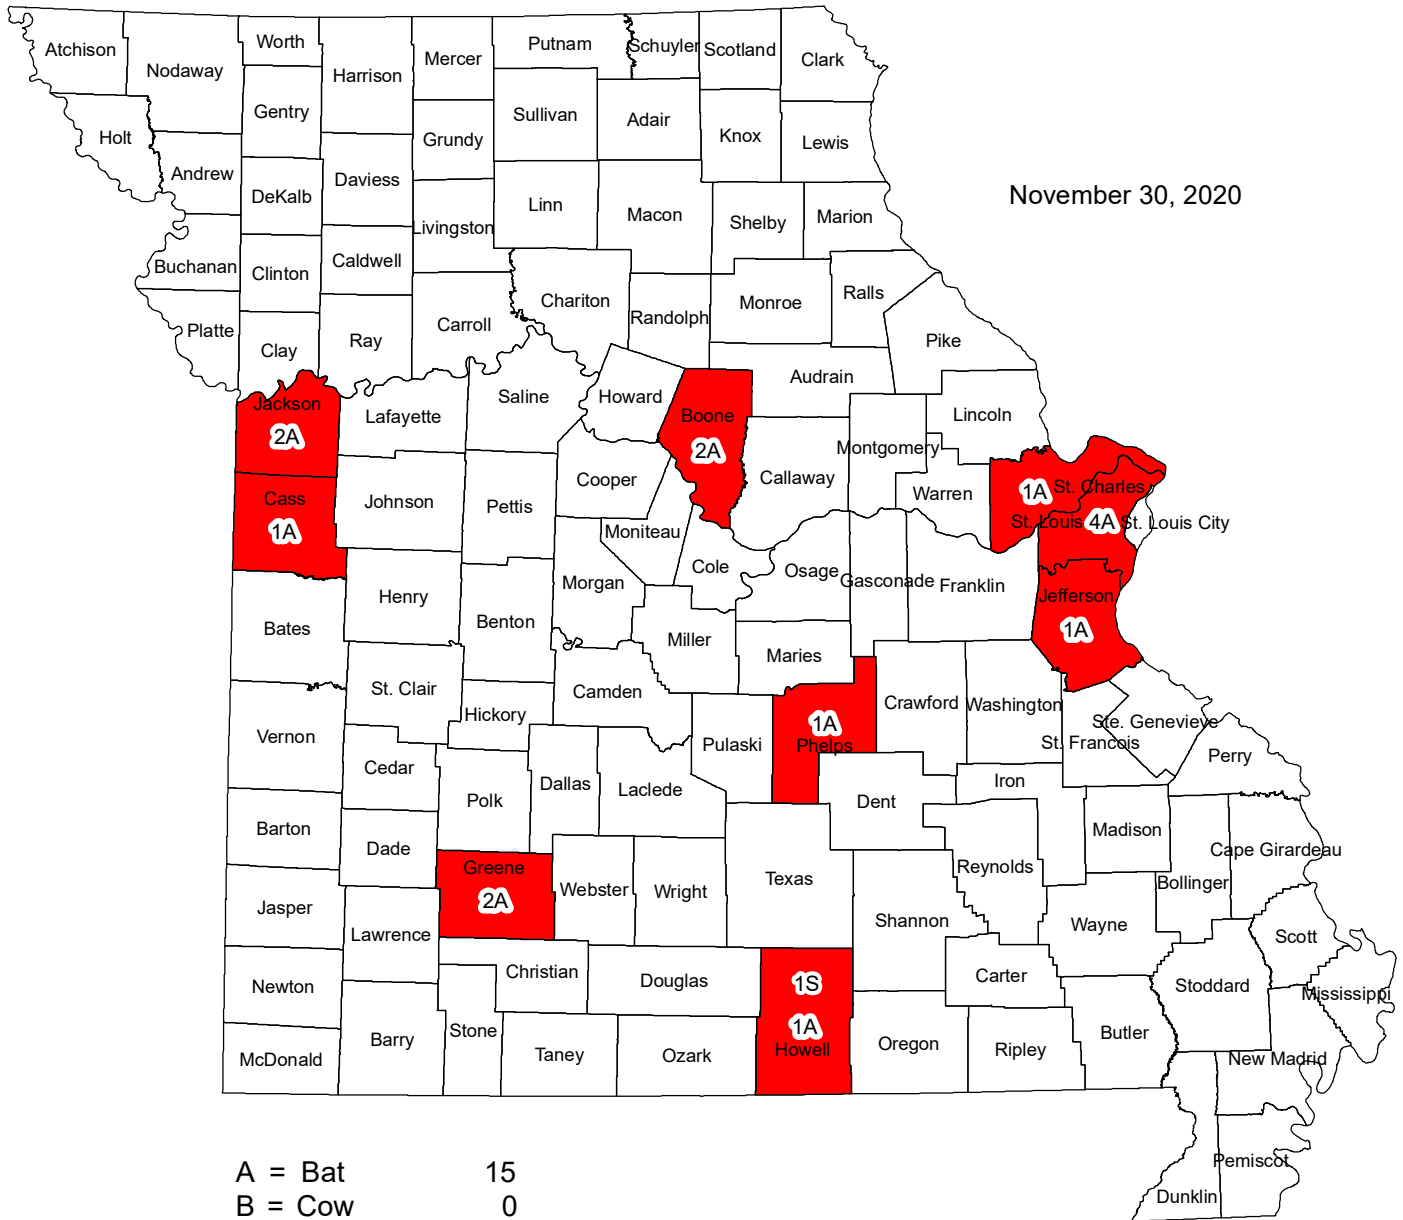 Atchison
Nodaway
Worth
Harrison
Mercer
Putnam
Schuyler
Scotland
Clark
Holt
Gentry
Grundy
Sullivan
Adair
Knox
Lewis
Andrew
DeKalb
Daviess
Livingston
Linn
Macon
Shelby
Marion
November 30, 2020
Buchanan
Clinton
Caldwell
Chariton
Randolph
Monroe
Ralls
Platte
Clay
Ray
Carroll
Pike
Audrain
Jackson
2A
Lafayette
Saline
Howard
Boone
2A
Lincoln
Montgomery
Callaway
Cass
1A
Johnson
Pettis
Cooper
Warren
1A
St. Charles
St. Louis
4A
St. Louis City
Moniteau
Cole
Osage
Gasconade
Franklin
Jefferson
1A
Bates
Henry
Benton
Morgan
Miller
Maries
St. Clair
Camden
Hickory
Pulaski
1A
Phelps
Crawford
Washington
Ste. Genevieve
St. Francois
Perry
Vernon
Cedar
Polk
Dallas
Laclede
Dent
Iron
Barton
Dade
Greene
2A
Webster
Wright
Texas
Reynolds
Madison
Cape Girardeau
Bollinger
Jasper
Lawrence
Shannon
Wayne
Scott
Newton
Christian
Douglas
1S
1A
Howell
Carter
Stoddard
Mississippi
McDonald
Barry
Stone
Taney
Ozark
Oregon
Ripley
Butler
New Madrid
Pemiscot
Dunklin
A = Bat 15
B = Cow 0